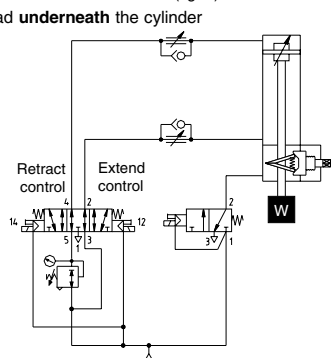 ad underneath the cylinder
Retract
control
Extend
control
4 2
14 12
5 1 3
2
3 1
W